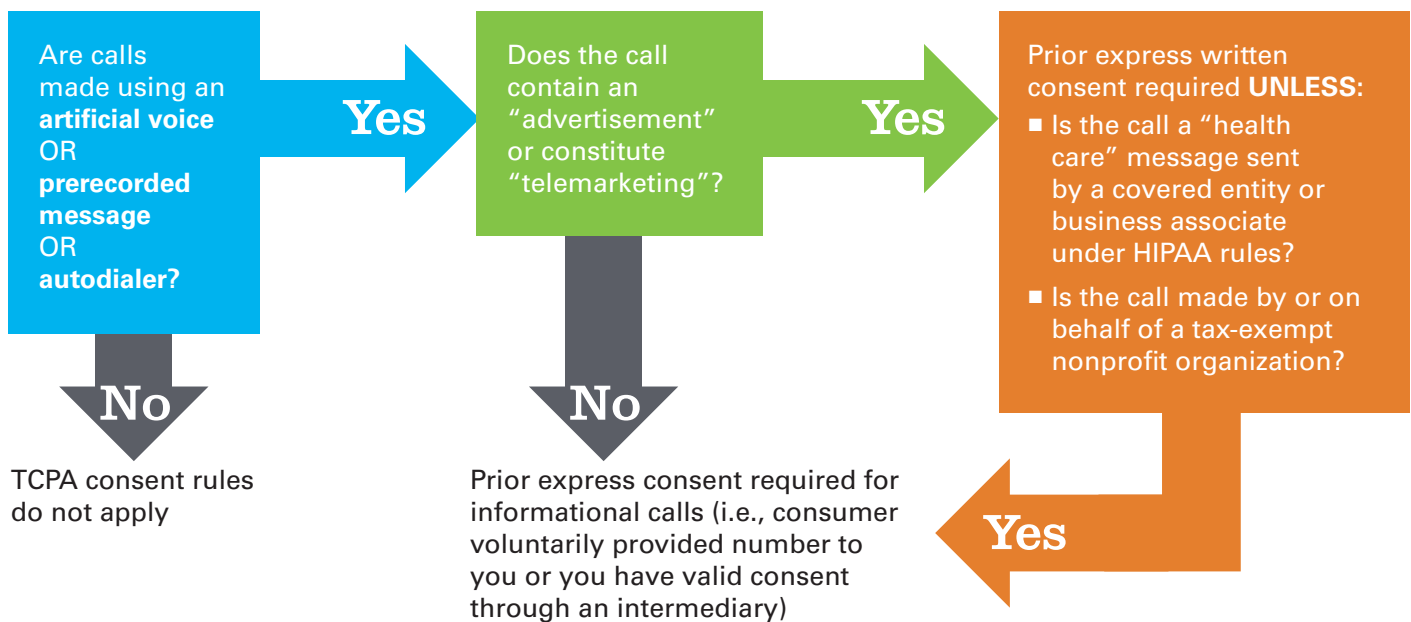 Are calls
made using an
artificial voice
OR
prerecorded
message
OR
autodialer?
Yes
No
TCPA consent rules
do not apply
Does the call
contain an
“advertisement”
or constitute
“telemarketing”?
Yes
No
Prior express consent required for
informational calls (i.e., consumer
voluntarily provided number to
you or you have valid consent
through an intermediary)
Prior express written
consent required UNLESS:
■ Is the call a “health
care” message sent
by a covered entity or
business associate
under HIPAA rules?
■ Is the call made by or on
behalf of a tax-exempt
nonprofit organization?
Yes